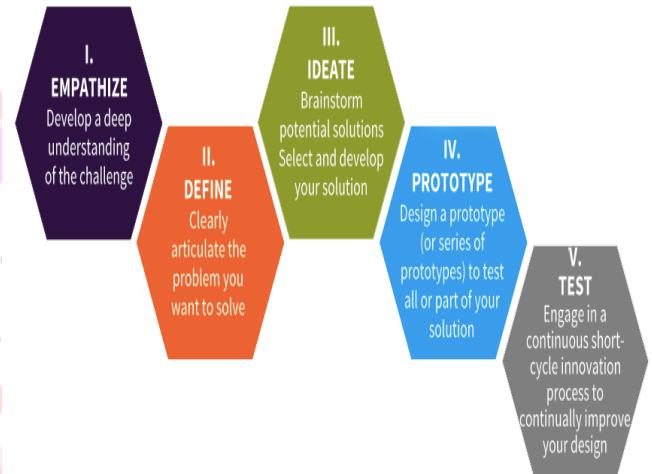 I.
EMPATHIZE
Develop a deep
understanding
of the challenge
II.
DEFINE
Clearly
articulate the
problem you
want to solve
III.
IDEATE
Brainstorm
potential solutions
Select and develop
your solution
IV.
PROTOTYPE
Design a prototype
(or series of
prototypes) to test
all or part of your
solution
V.
TEST
Engage in a
continuous short-
cycle innovation
process to
continually improve
your design